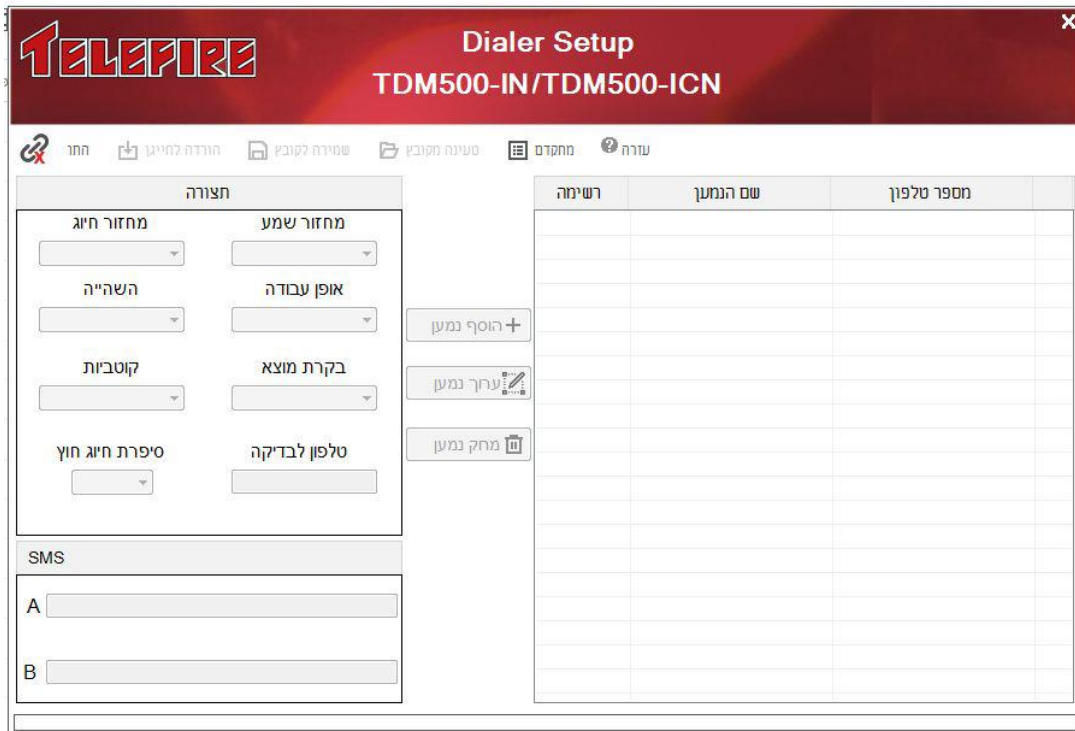 TELEFIRE
Dialer Setup
TDM500-IN/TDM500-ICN
התו
הורדה לחייגן
שמירה לקובץ
טעינה מקובץ
מתקדם
עזרה
תצורה
מחזור שמע
מחזור חיוג
אופן עבודה
השהייה
בקרת מוצא
קוטביות
טלפון לבדיקה
סיפרת חיוג חוץ
SMS
A
B
הוסף נמען
ערוך נמען
מחק נמען
רשימה
שם הנמען
מספר טלפון